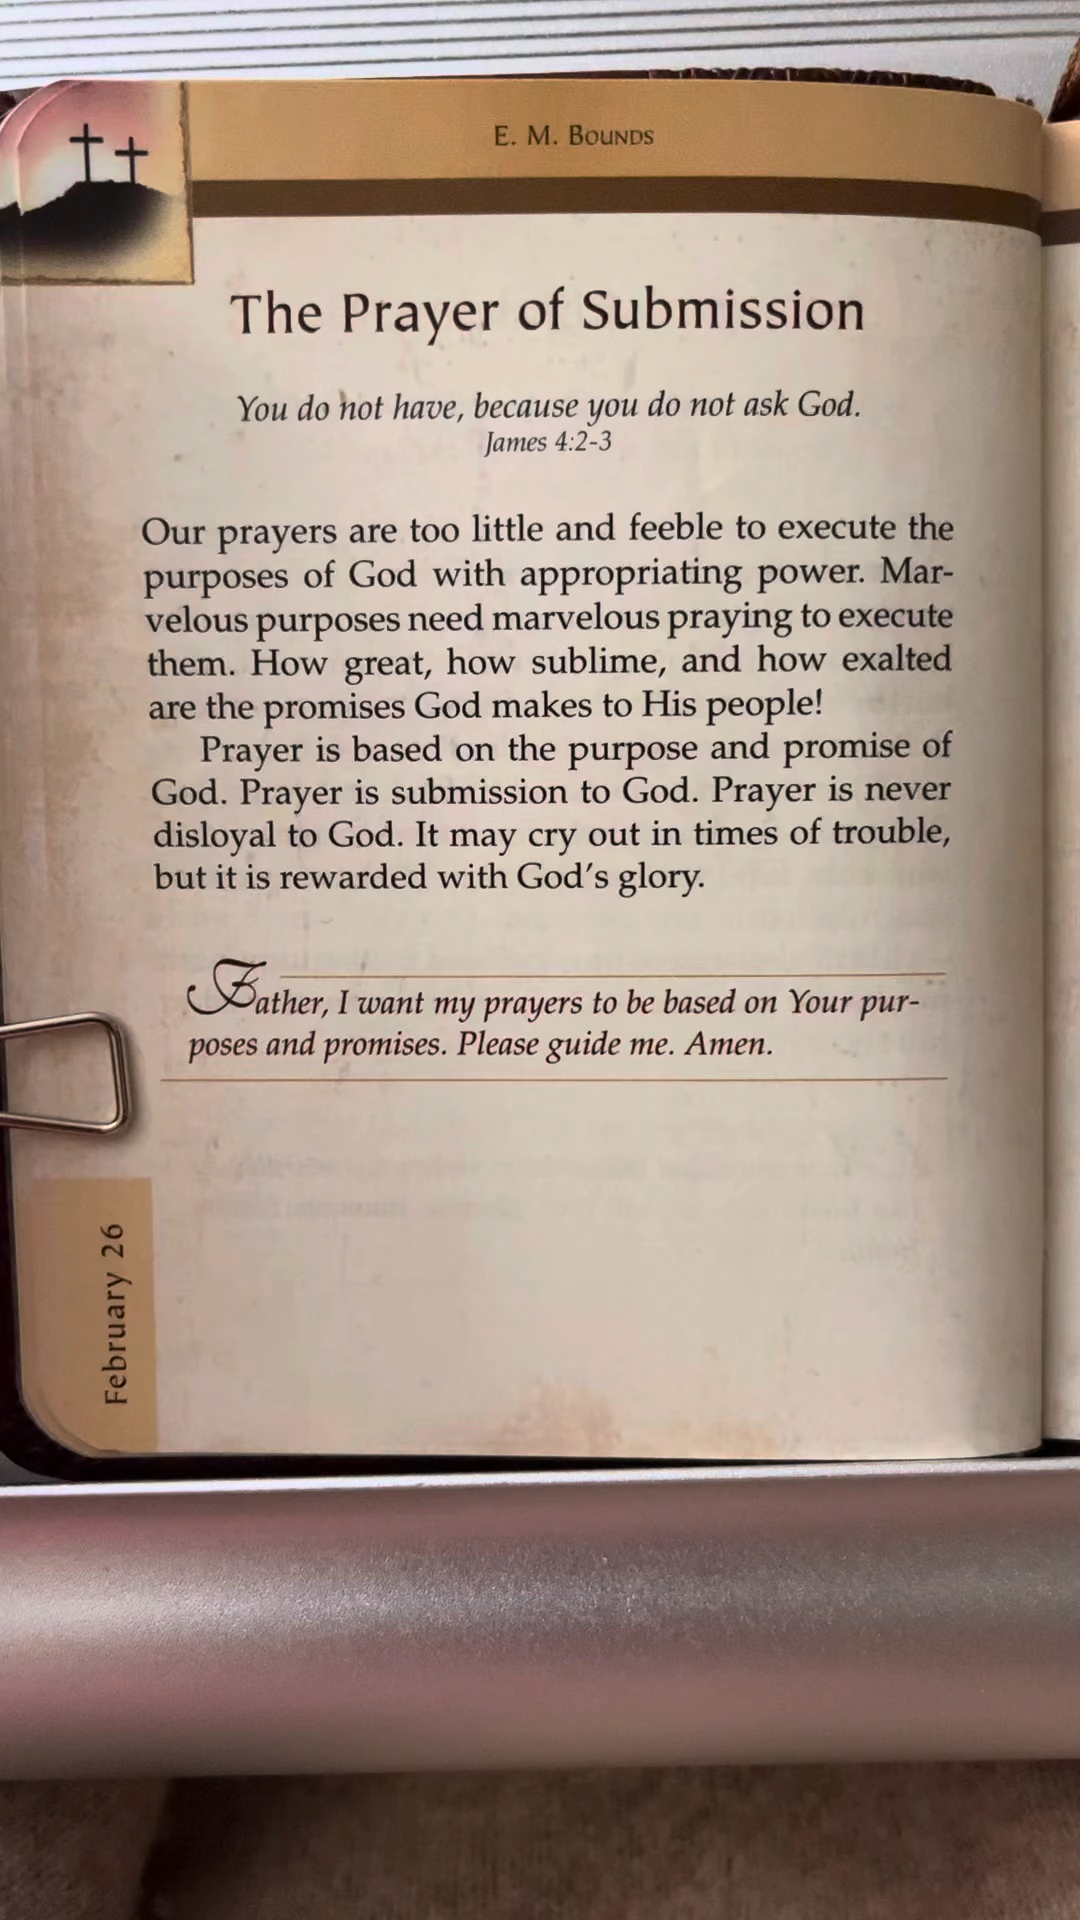 E. M. Bounds
The Prayer of Submission
You do not have, because you do not ask God.
James 4:2-3
Our prayers are too little and feeble to execute the
purposes of God with appropriating power. Mar-
velous purposes need marvelous praying to execute
them. How great, how sublime, and how exalted
are the promises God makes to His people!
Prayer is based on the purpose and promise of
God. Prayer is submission to God. Prayer is never
disloyal to God. It may cry out in times of trouble,
but it is rewarded with God's glory.
Father, I want my prayers to be based on Your pur-
poses and promises. Please guide me. Amen.
February 26